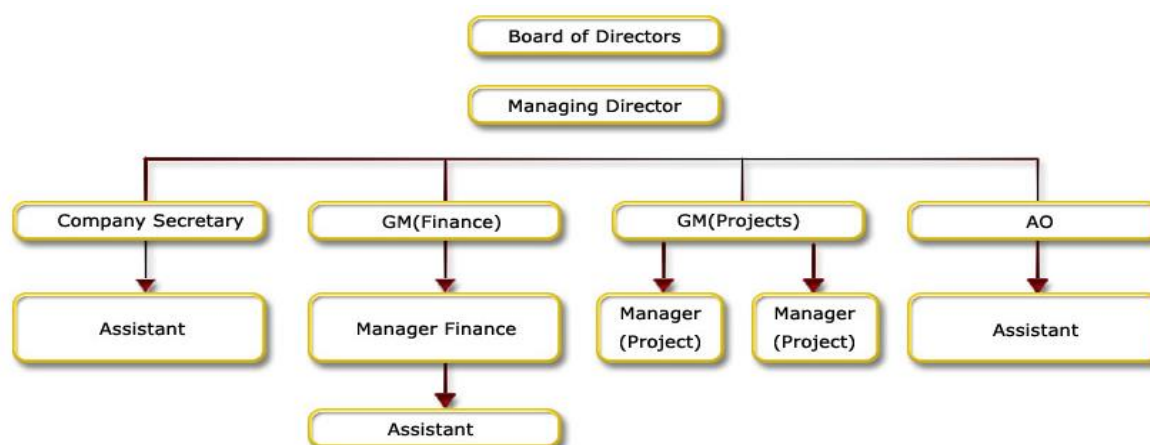 Board of Directors
Managing Director
Company Secretary
GM(Finance)
GM(Projects)
AO
Assistant
Manager Finance
Manager
(Project)
Manager
(Project)
Assistant
Assistant